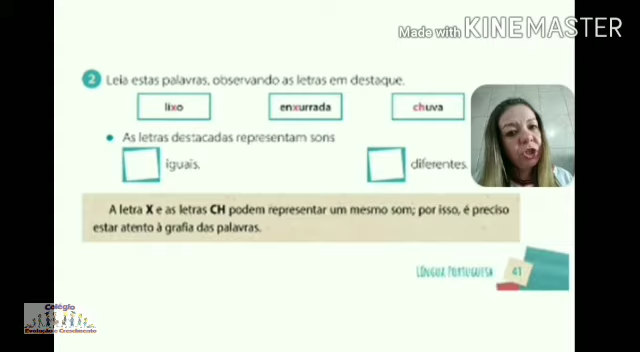 Made with KINEMASTER
2 Leia estas palavras, observando as letras em destaque.
lixo enxurrada chuva
• As letras destacadas representam sons
iguais. diferentes.
A letra X e as letras CH podem representar um mesmo som; por isso, é preciso
estar atento à grafia das palavras.
LÍNGUA PORTUGUESA 41
Colégio
Evolução e Crescimento